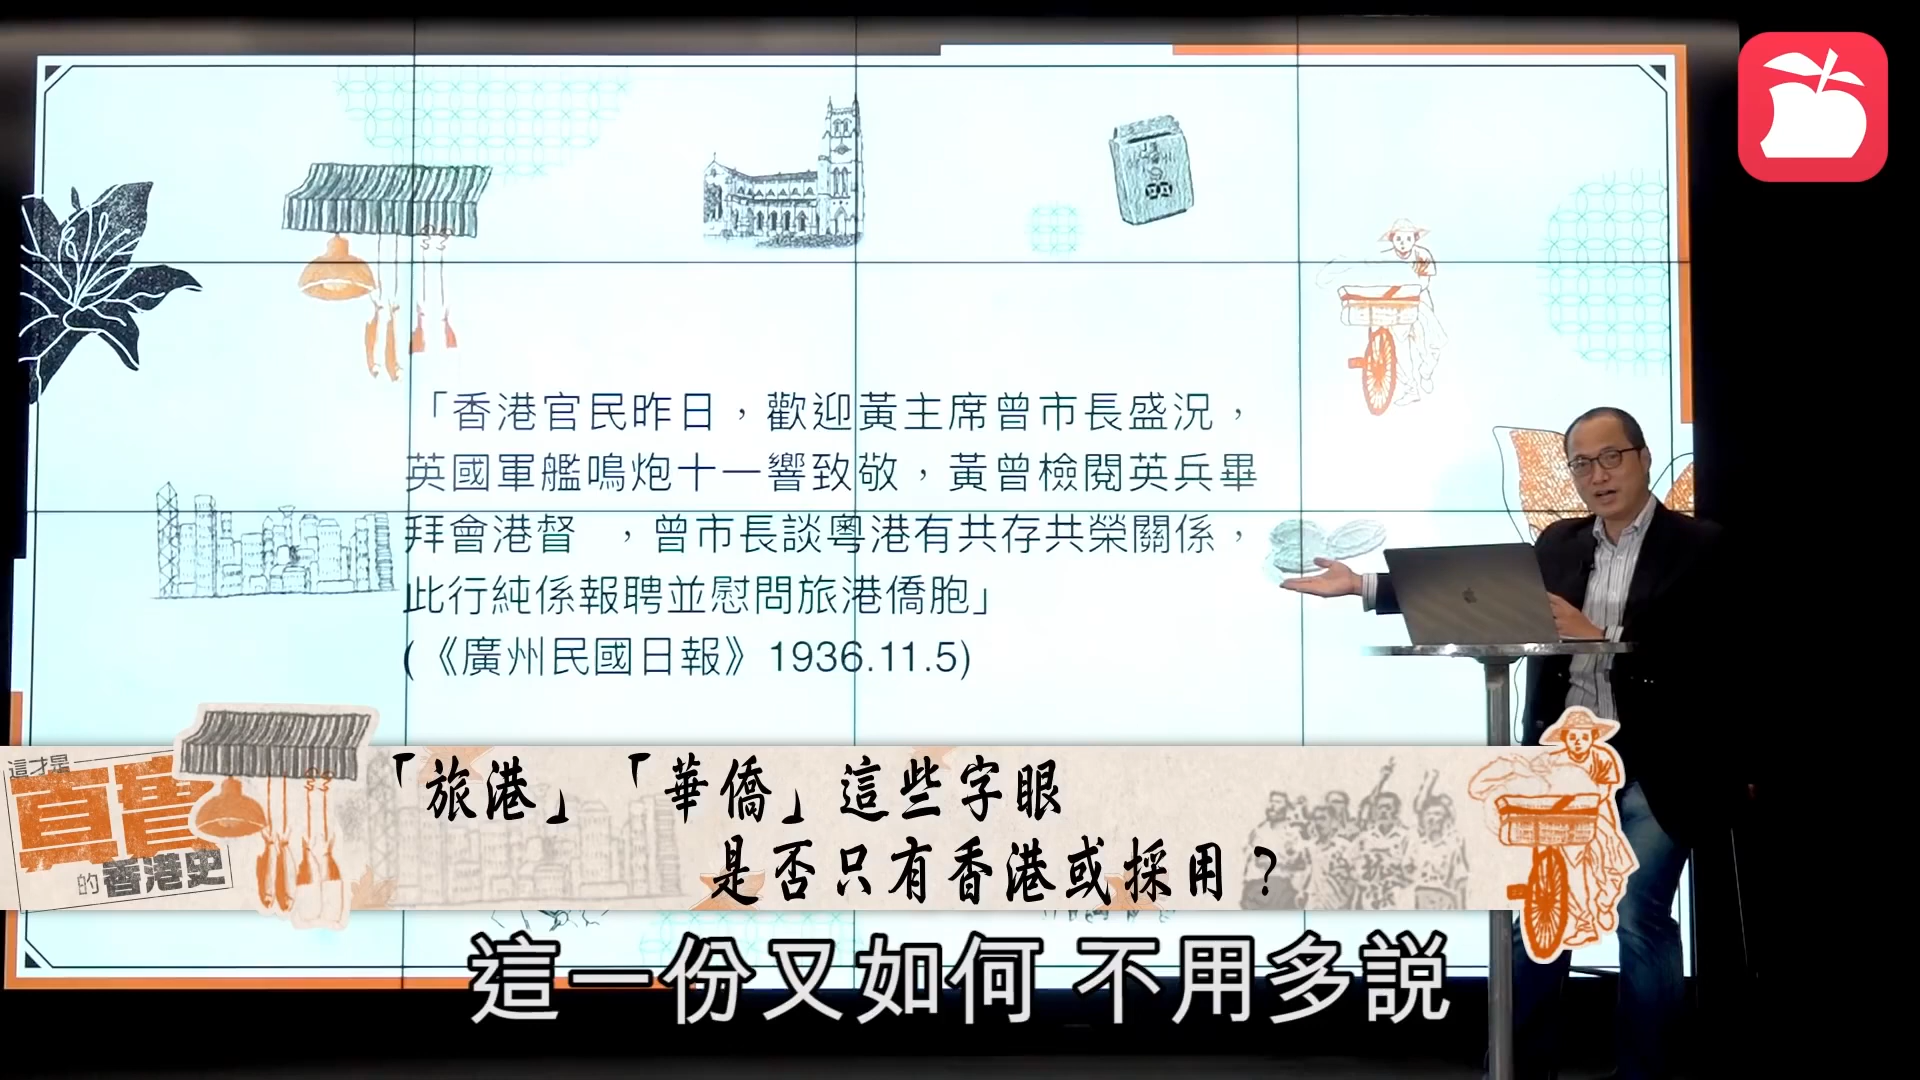 「香港官民昨日，歡迎黃主席曾市長盛況，
英國軍艦鳴炮十一響致敬，黃曾檢閱英兵畢
拜會港督　，曾市長談粵港有共存共榮關係，
此行純係報聘並慰問旅港僑胞」
(《廣州民國日報》1936.11.5)
這才是
真普
的香港史
「旅港」「華僑」這些字眼
是否只有香港或採用？
這一份又如何 不用多説